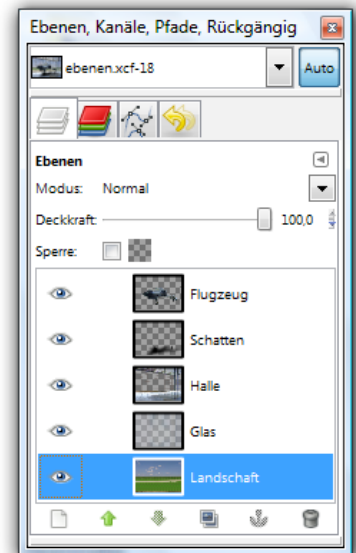 Ebenen, Kanäle, Pfade, Rückgängig
ebenen.xcf-18
Auto
Ebenen
Modus: Normal
Deckkraft: 100,0
Sperre:
Flugzeug
Schatten
Halle
Glas
Landschaft